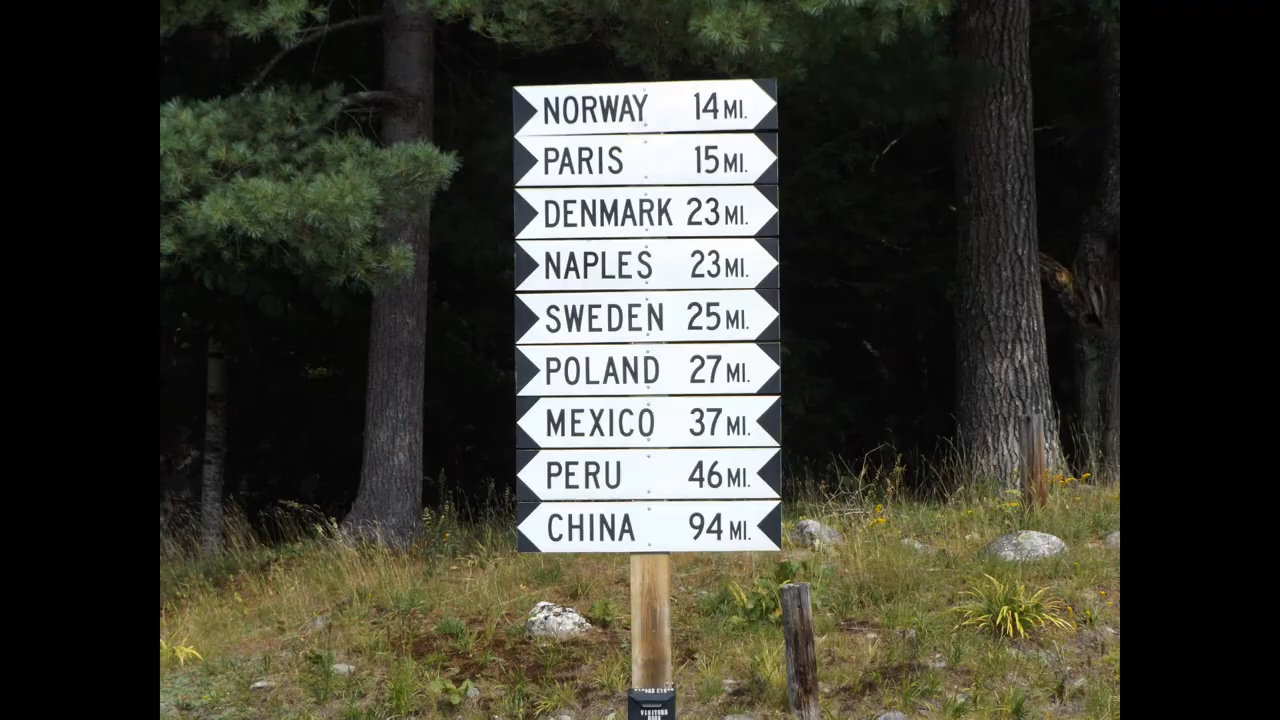 NORWAY 14 MI.
PARIS 15 MI.
DENMARK 23 MI.
NAPLES 23 MI.
SWEDEN 25 MI.
POLAND 27 MI.
MEXICO 37 MI.
PERU 46 MI.
CHINA 94 MI.
VISITORS